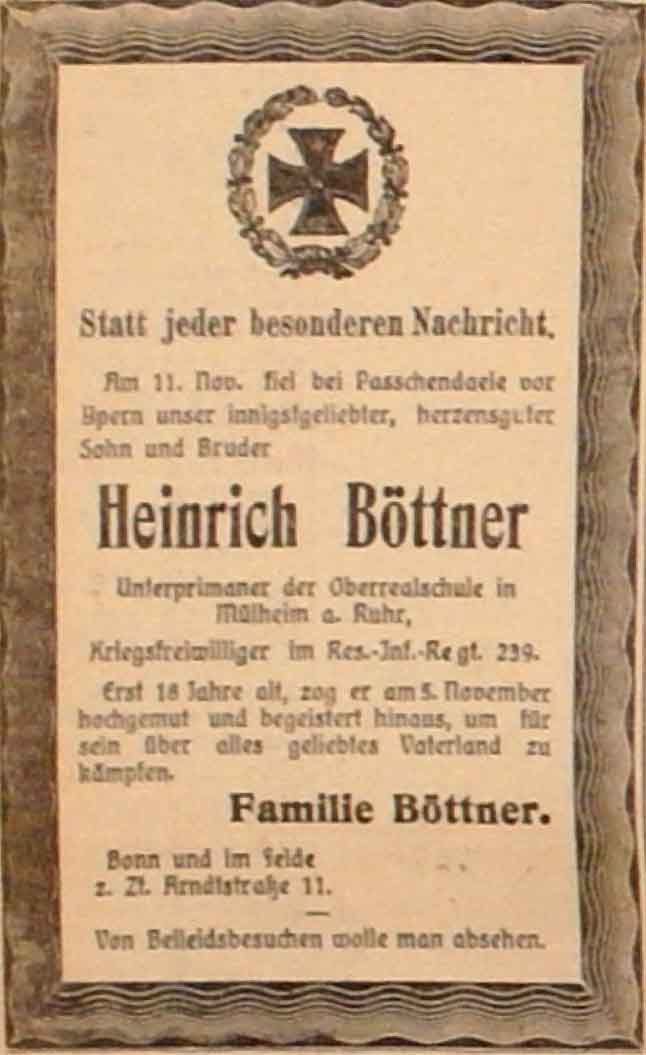 Statt jeder besonderen Nachricht.
Am 11. Nov. fiel bei Passchendaele vor
Ypern unser innigstgeliebter, herzensguter
Sohn und Bruder
Heinrich Böttner
Unterprimaner der Oberrealschule in
Mülheim a. Ruhr,
Kriegsfreiwilliger im Res.-Inf.-Regt. 239.
Erst 18 Jahre alt, zog er am 5. November
hochgemut und begeistert hinaus, um für
sein über alles geliebtes Vaterland zu
kämpfen.
Familie Böttner.
Bonn und im Felde
z. Zt. Arndtstraße 11.
Von Beileidsbesuchen wolle man absehen.